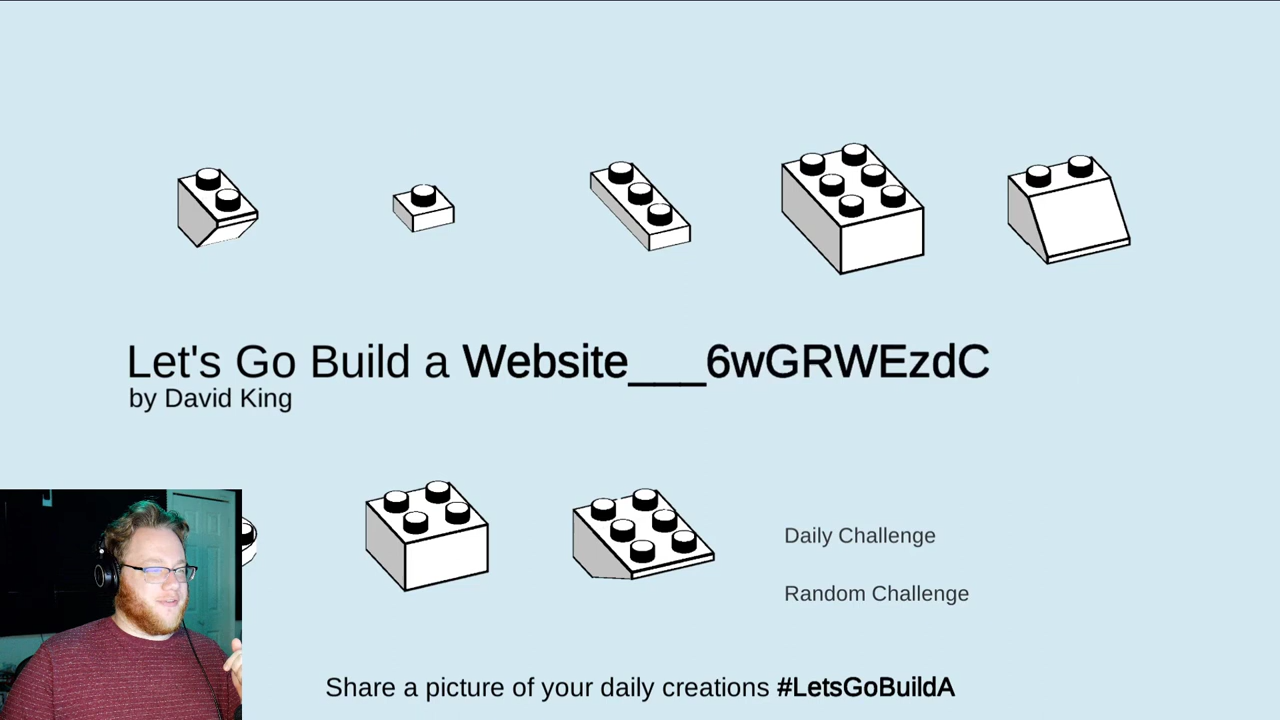 Let's Go Build a Website___6wGRWEzdC
by David King
Daily Challenge
Random Challenge
Share a picture of your daily creations #LetsGoBuildA